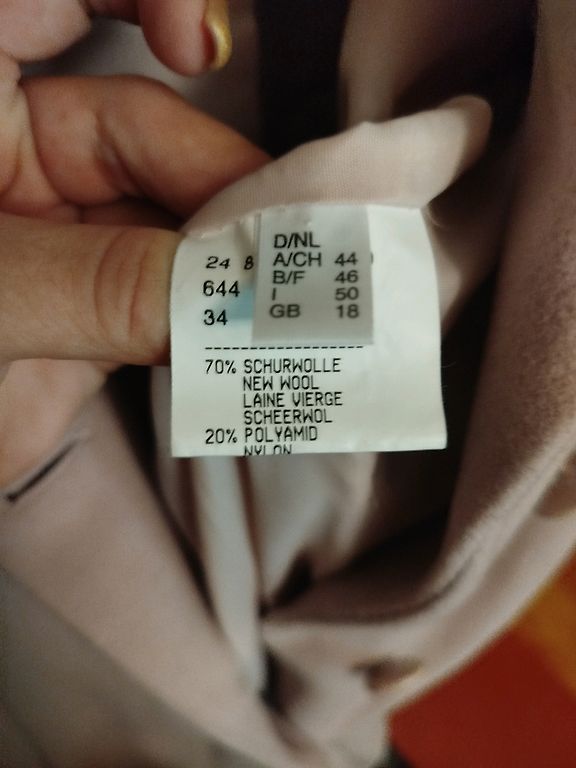 24 8
644
34
D/NL
A/CH 44
B/F 46
I 50
GB 18
70% SCHURWOLLE
NEW WOOL
LAINE VIERGE
SCHEERWOL
20% POLYAMID
NYLON